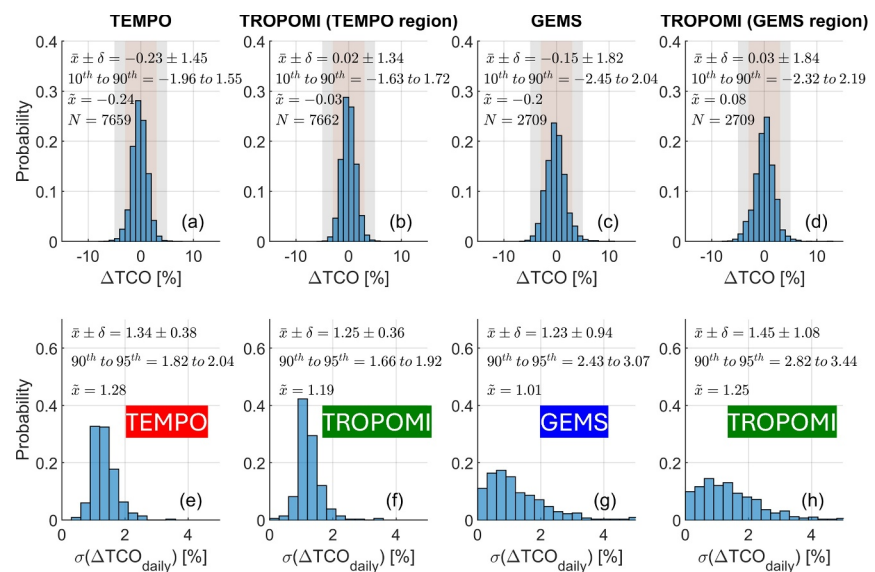 TEMPO
TROPOMI (TEMPO region)
GEMS
TROPOMI (GEMS region)
Probability
0.4
0.3
0.2
0.1
0
x̄ ± δ = −0.23 ± 1.45
10th to 90th = −1.96 to 1.55
x̃ = −0.24
N = 7659
(a)
-10
0
10
ΔTCO [%]
0.4
0.3
0.2
0.1
0
x̄ ± δ = 0.02 ± 1.34
10th to 90th = −1.63 to 1.72
x̃ = −0.03
N = 7662
(b)
-10
0
10
ΔTCO [%]
0.4
0.3
0.2
0.1
0
x̄ ± δ = −0.15 ± 1.82
10th to 90th = −2.45 to 2.04
x̃ = −0.2
N = 2709
(c)
-10
0
10
ΔTCO [%]
0.4
0.3
0.2
0.1
0
x̄ ± δ = 0.03 ± 1.84
10th to 90th = −2.32 to 2.19
x̃ = 0.08
N = 2709
(d)
-10
0
10
ΔTCO [%]
Probability
0.6
0.4
0.2
0
x̄ ± δ = 1.34 ± 0.38
90th to 95th = 1.82 to 2.04
x̃ = 1.28
TEMPO
(e)
0
2
4
σ(ΔTCOdaily) [%]
0.6
0.4
0.2
0
x̄ ± δ = 1.25 ± 0.36
90th to 95th = 1.66 to 1.92
x̃ = 1.19
TROPOMI
(f)
0
2
4
σ(ΔTCOdaily) [%]
0.6
0.4
0.2
0
x̄ ± δ = 1.23 ± 0.94
90th to 95th = 2.43 to 3.07
x̃ = 1.01
GEMS
(g)
0
2
4
σ(ΔTCOdaily) [%]
0.6
0.4
0.2
0
x̄ ± δ = 1.45 ± 1.08
90th to 95th = 2.82 to 3.44
x̃ = 1.25
TROPOMI
(h)
0
2
4
σ(ΔTCOdaily) [%]